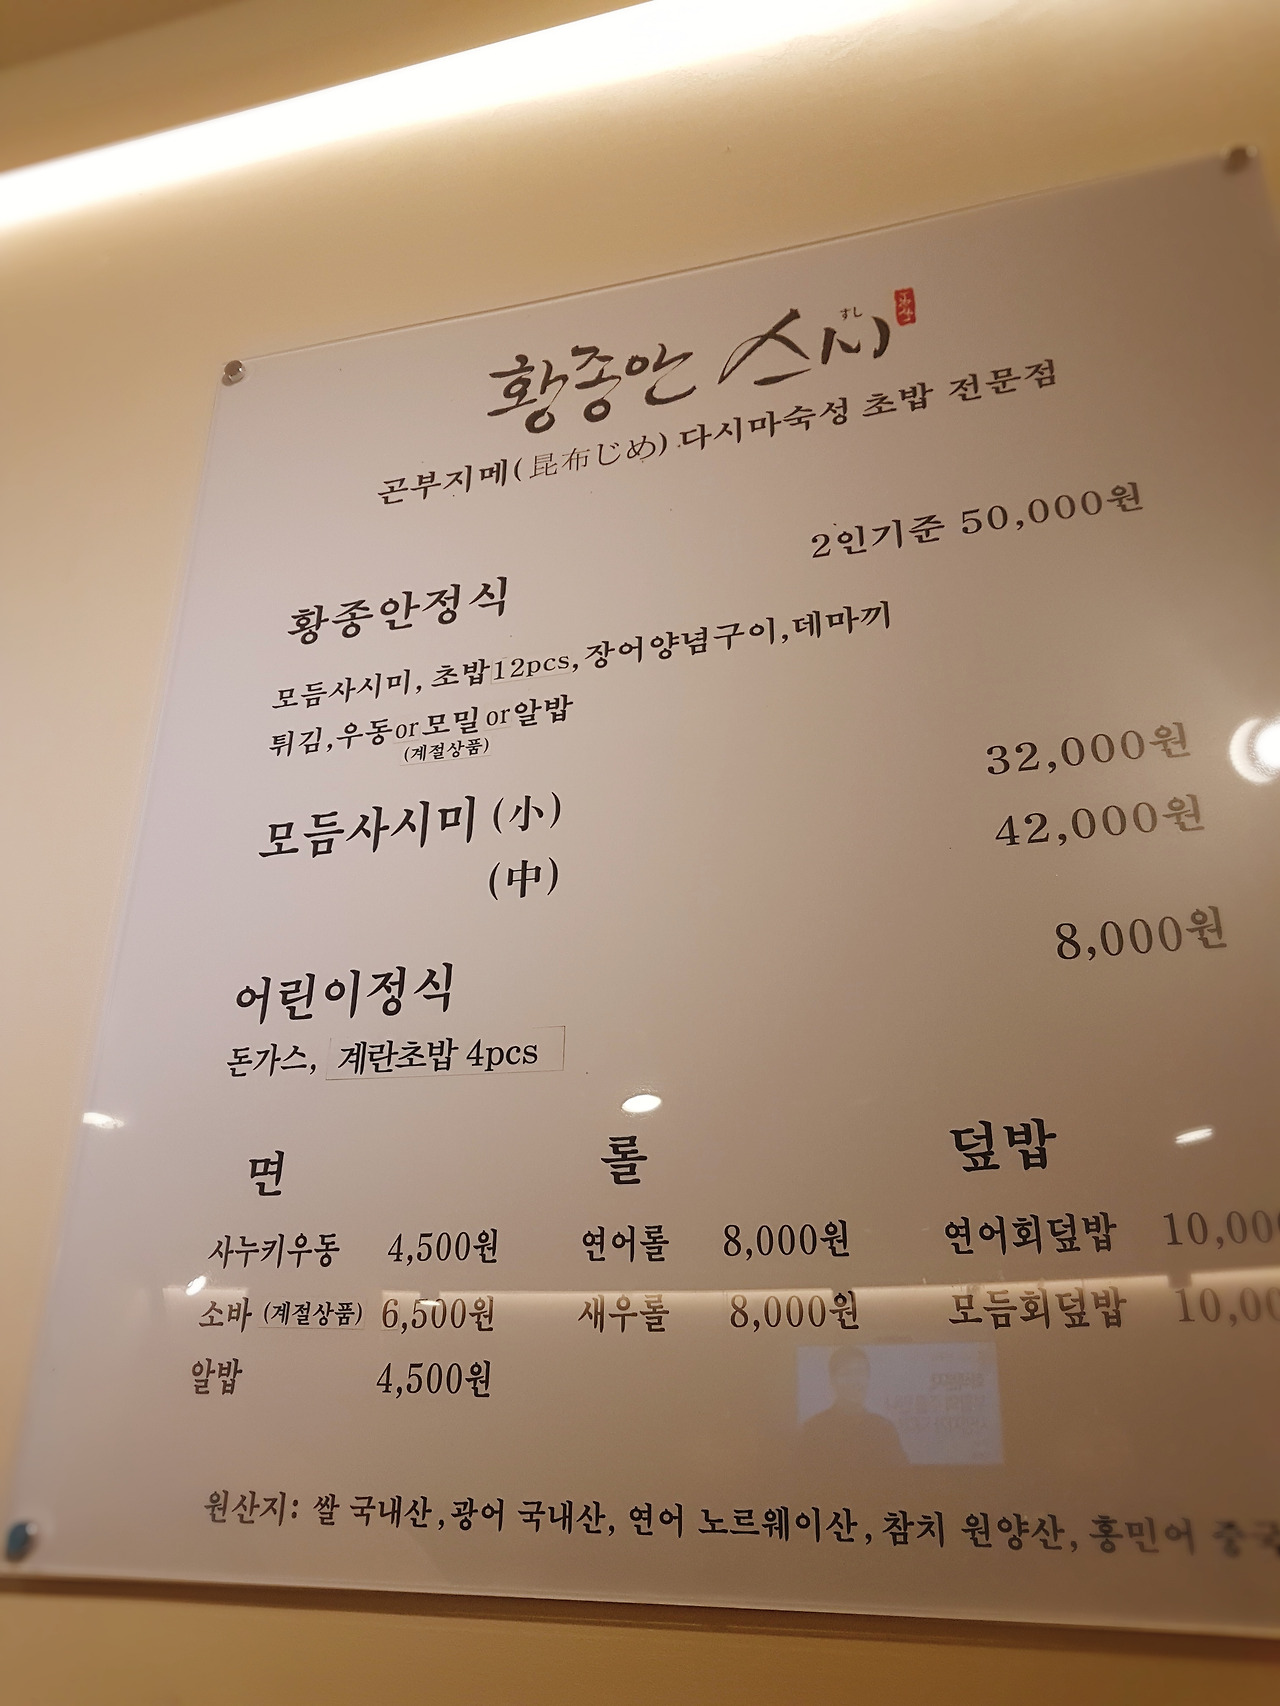 황종안 스시
すし
곤부지메(昆布じめ) 다시마숙성 초밥 전문점
2인기준 50,000원
황종안정식
모듬사시미, 초밥12pcs, 장어양념구이,데마끼
튀김,우동or모밀or알밥
(계절상품)
모듬사시미 (小) 32,000원
(中) 42,000원
어린이정식 8,000원
돈가스, 계란초밥 4pcs
면 롤 덮밥
사누키우동 4,500원 연어롤 8,000원 연어회덮밥 10,00
소바 (계절상품) 6,500원 새우롤 8,000원 모듬회덮밥 10,00
알밥 4,500원
원산지: 쌀 국내산,광어 국내산, 연어 노르웨이산, 참치 원양산, 홍민어 중국